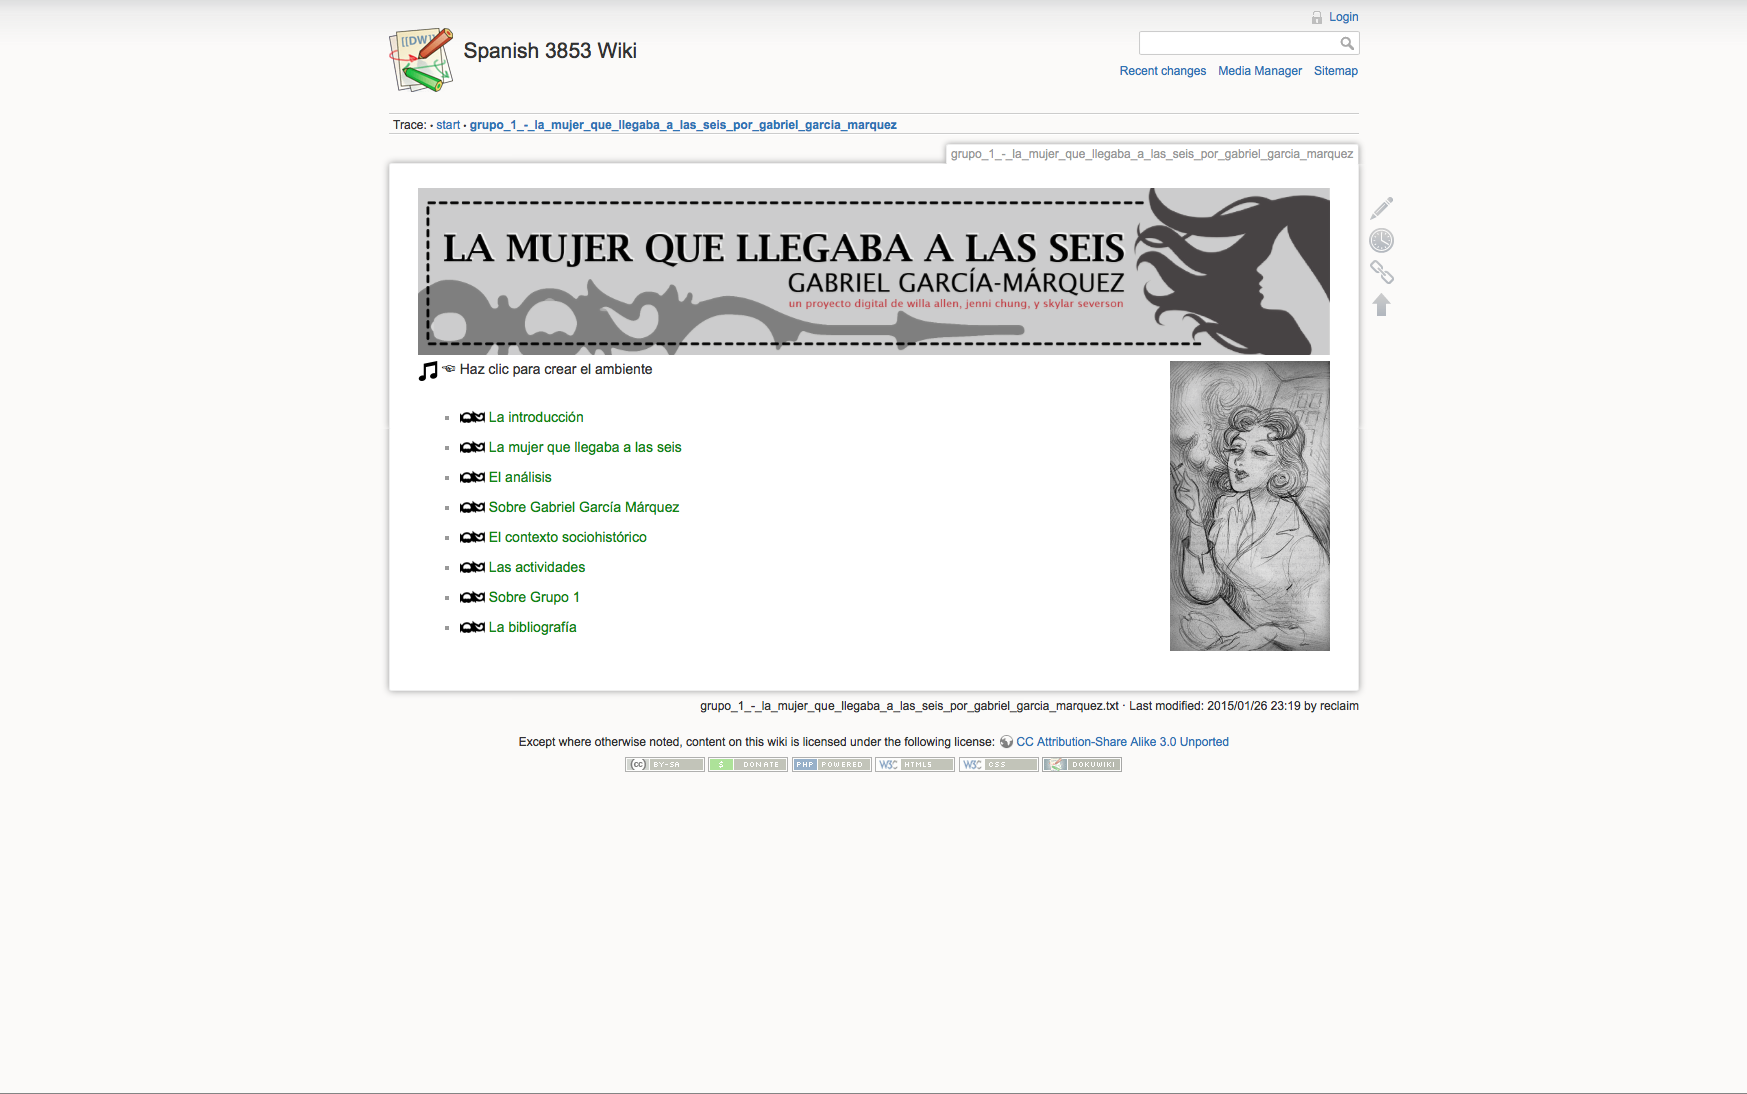 Login
[[DW]]
Spanish 3853 Wiki
Recent changes Media Manager Sitemap
Trace: • start • grupo_1_-_la_mujer_que_llegaba_a_las_seis_por_gabriel_garcia_marquez
grupo_1_-_la_mujer_que_llegaba_a_las_seis_por_gabriel_garcia_marquez
LA MUJER QUE LLEGABA A LAS SEIS
GABRIEL GARCÍA-MÁRQUEZ
un proyecto digital de willa allen, jenni chung, y skylar severson
Haz clic para crear el ambiente
La introducción
La mujer que llegaba a las seis
El análisis
Sobre Gabriel García Márquez
El contexto sociohistórico
Las actividades
Sobre Grupo 1
La bibliografía
grupo_1_-_la_mujer_que_llegaba_a_las_seis_por_gabriel_garcia_marquez.txt · Last modified: 2015/01/26 23:19 by reclaim
Except where otherwise noted, content on this wiki is licensed under the following license: CC Attribution-Share Alike 3.0 Unported
cc BY-SA $ DONATE PHP POWERED W3C HTML5 W3C CSS DOKUWIKI